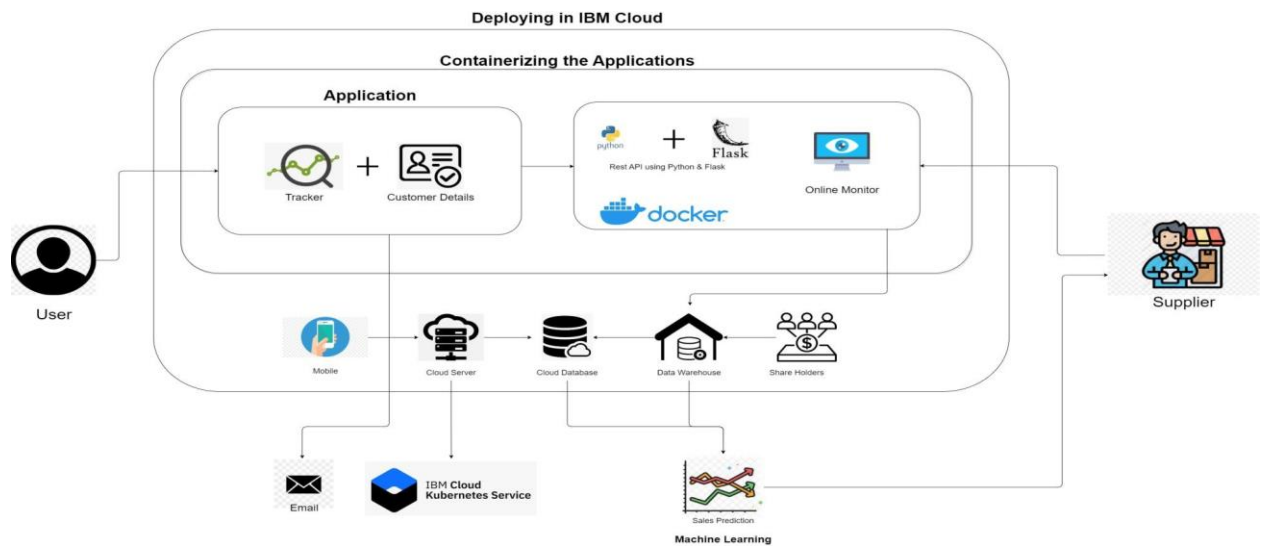 Deploying in IBM Cloud
Containerizing the Applications
Application
python
Flask
Rest API using Python & Flask
Tracker
Customer Details
Online Monitor
docker
User
Supplier
Mobile
Cloud Server
Cloud Database
Data Warehouse
Share Holders
Email
IBM Cloud
Kubernetes Service
Sales Prediction
Machine Learning